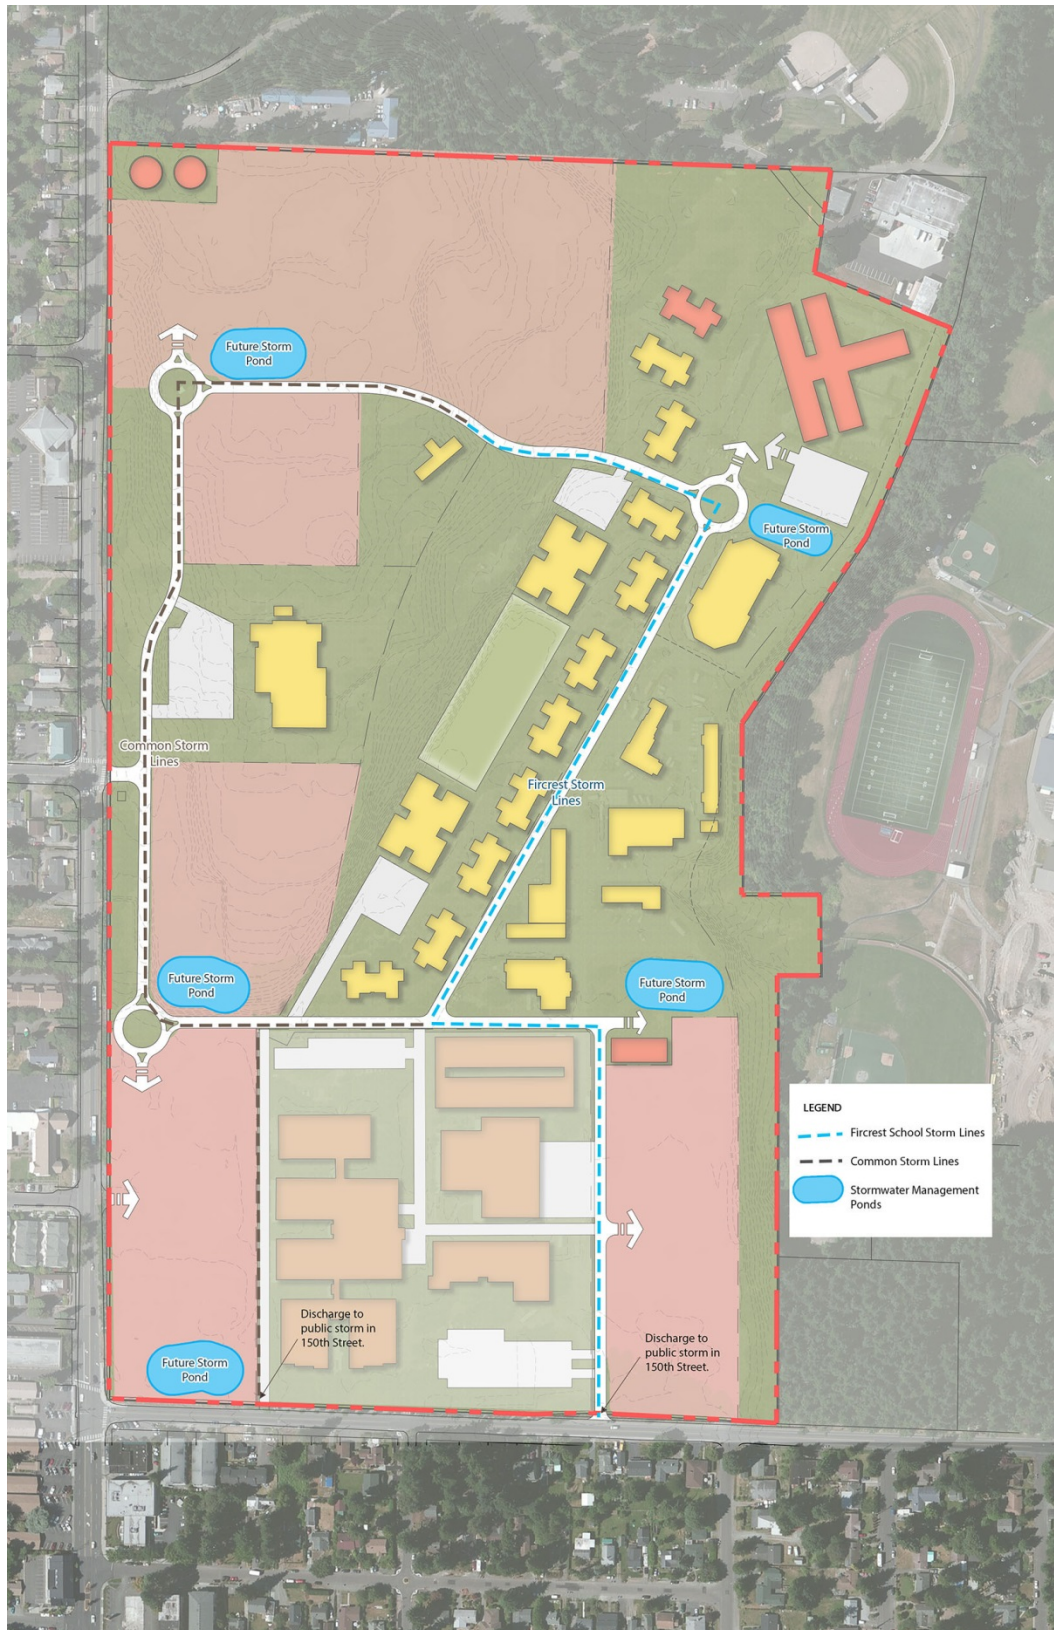 Future Storm
Pond
Future Storm
Pond
Common Storm
Lines
Fircrest Storm
Lines
Future Storm
Pond
Future Storm
Pond
LEGEND
Fircrest School Storm Lines
Common Storm Lines
Stormwater Management
Ponds
Discharge to
public storm in
150th Street.
Discharge to
public storm in
150th Street.
Future Storm
Pond